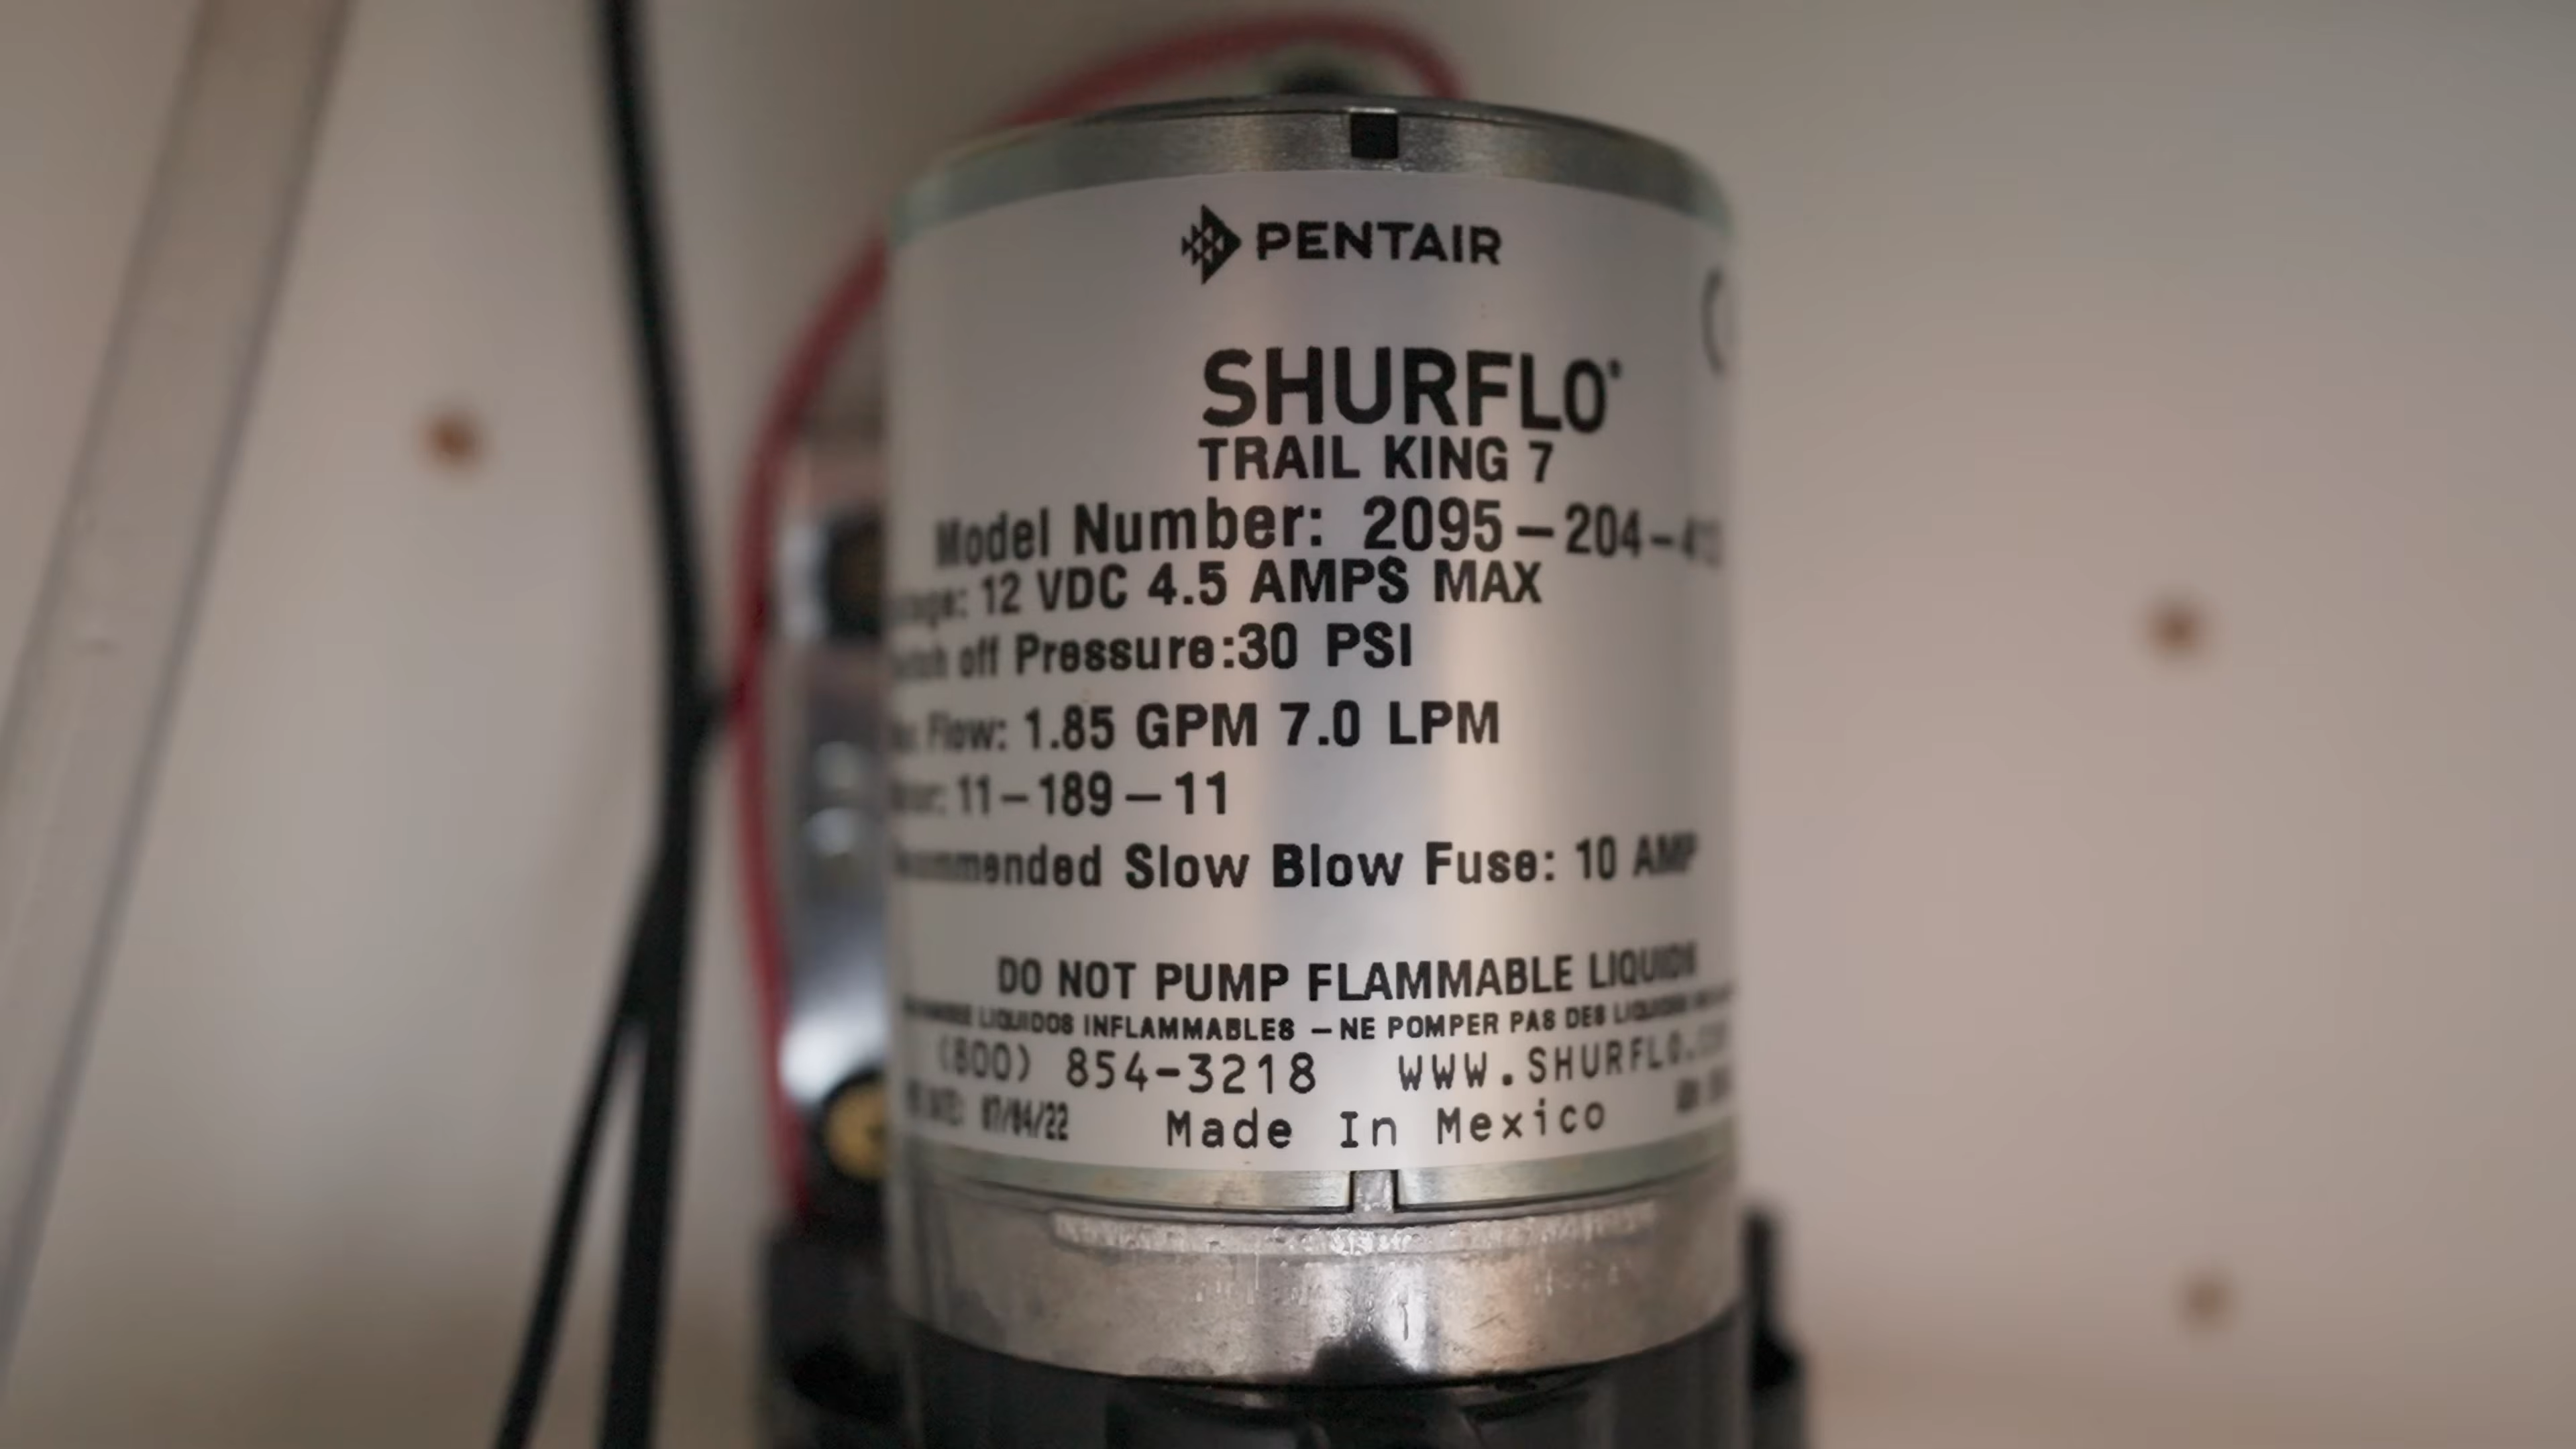 PENTAIR
SHURFLO®
TRAIL KING 7
Model Number: 2095-204-
12 VDC 4.5 AMPS MAX
off Pressure:30 PSI
Flow: 1.85 GPM 7.0 LPM
11-189-11
Slow Blow Fuse: 10 AMP
DO NOT PUMP FLAMMABLE LIQUIDS
LIQUIDOS INFLAMMABLES - NE POMPER PAS DES
(800) 854-3218 WWW.SHURFLO.
07/04/22 Made In Mexico